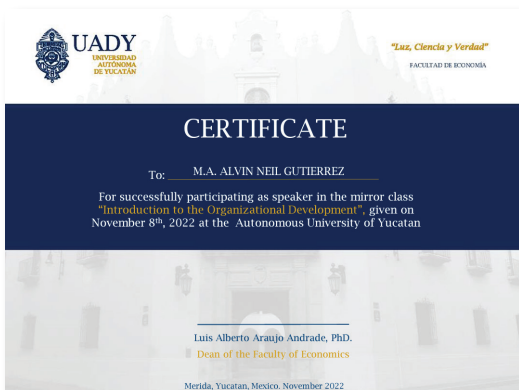 UADY
UNIVERSIDAD
AUTÓNOMA
DE YUCATÁN
"Luz, Ciencia y Verdad"
FACULTAD DE ECONOMÍA
CERTIFICATE
To: M.A. ALVIN NEIL GUTIERREZ
For successfully participating as speaker in the mirror class
"Introduction to the Organizational Development", given on
November 8th, 2022 at the Autonomous University of Yucatan
Luis Alberto Araujo Andrade, PhD.
Dean of the Faculty of Economics
Merida, Yucatan, Mexico. November 2022